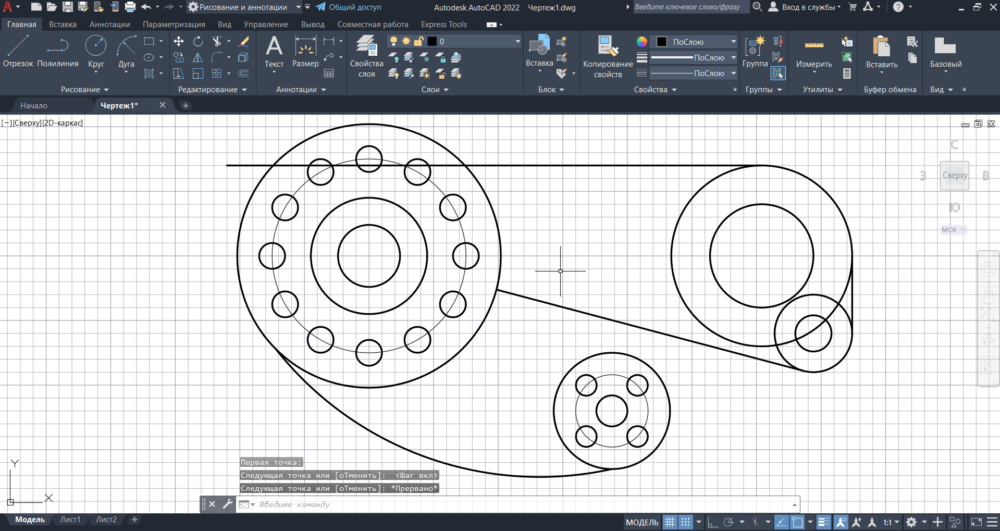 Рисование и аннотации
Общий доступ
Autodesk AutoCAD 2022 Чертеж1.dwg
Введите ключевое слово/фразу
Вход в службы
Главная Вставка Аннотации Параметризация Вид Управление Вывод Совместная работа Express Tools
0
ПоСлою
ПоСлою
ПоСлою
Отрезок Полилиния Круг Дуга
Текст Размер
Свойства слоя
Вставка
Копирование свойств
Группа
Измерить
Вставить
Базовый
Рисование Редактирование Аннотации Слои Блок Свойства Группы Утилиты Буфер обмена Вид
Начало Чертеж1*
[−][Сверху][2D-каркас]
С
З Сверху В
Ю
МСК
Первая точка:
Следующая точка или [оТменить]: <Шаг вкл>
Следующая точка или [оТменить]: *Прервано*
Y
X
Введите команду
Модель Лист1 Лист2
МОДЕЛЬ
1:1